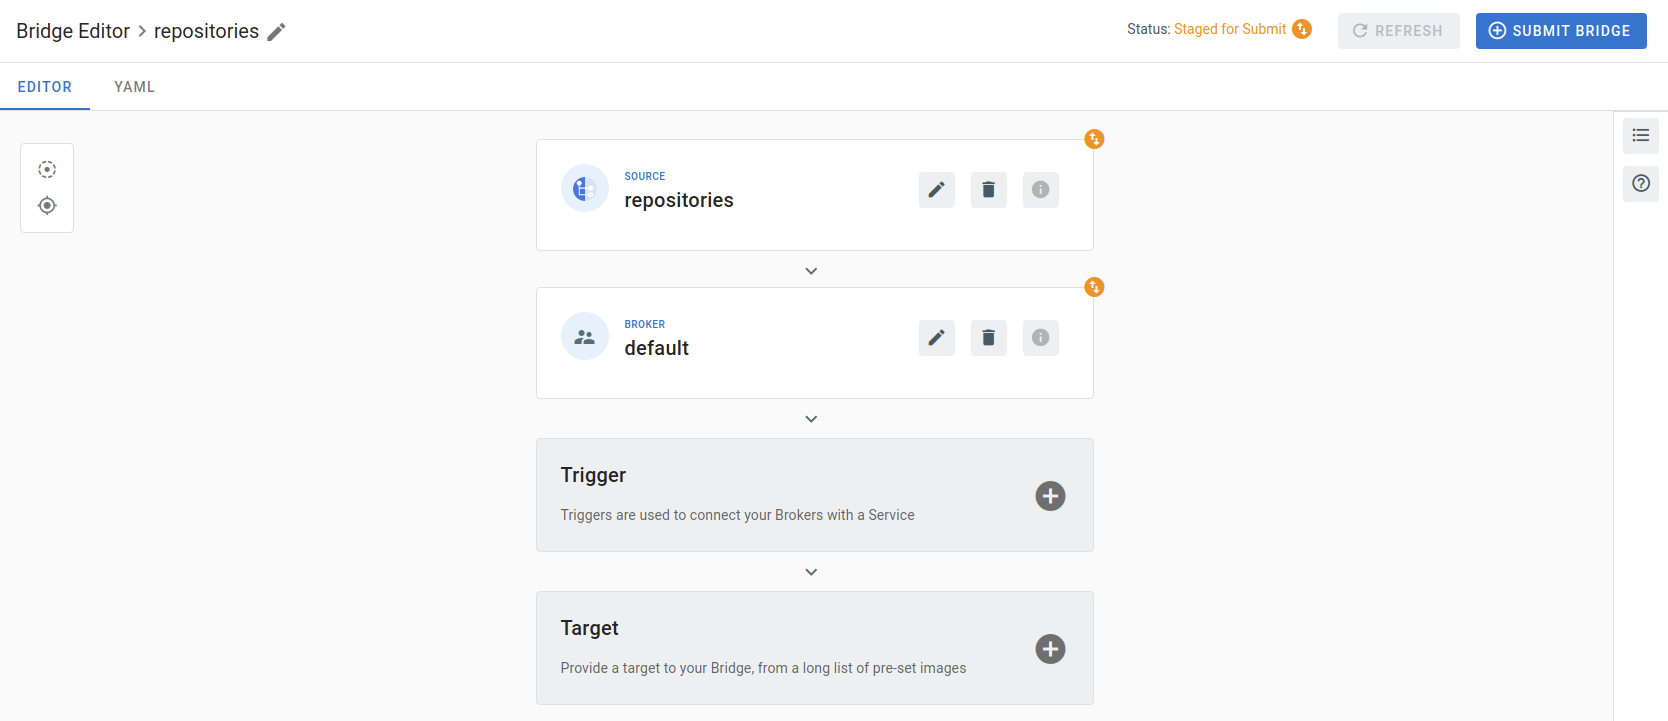 Bridge Editor > repositories
Status: Staged for Submit
REFRESH
SUBMIT BRIDGE
EDITOR
YAML
SOURCE
repositories
BROKER
default
Trigger
Triggers are used to connect your Brokers with a Service
Target
Provide a target to your Bridge, from a long list of pre-set images